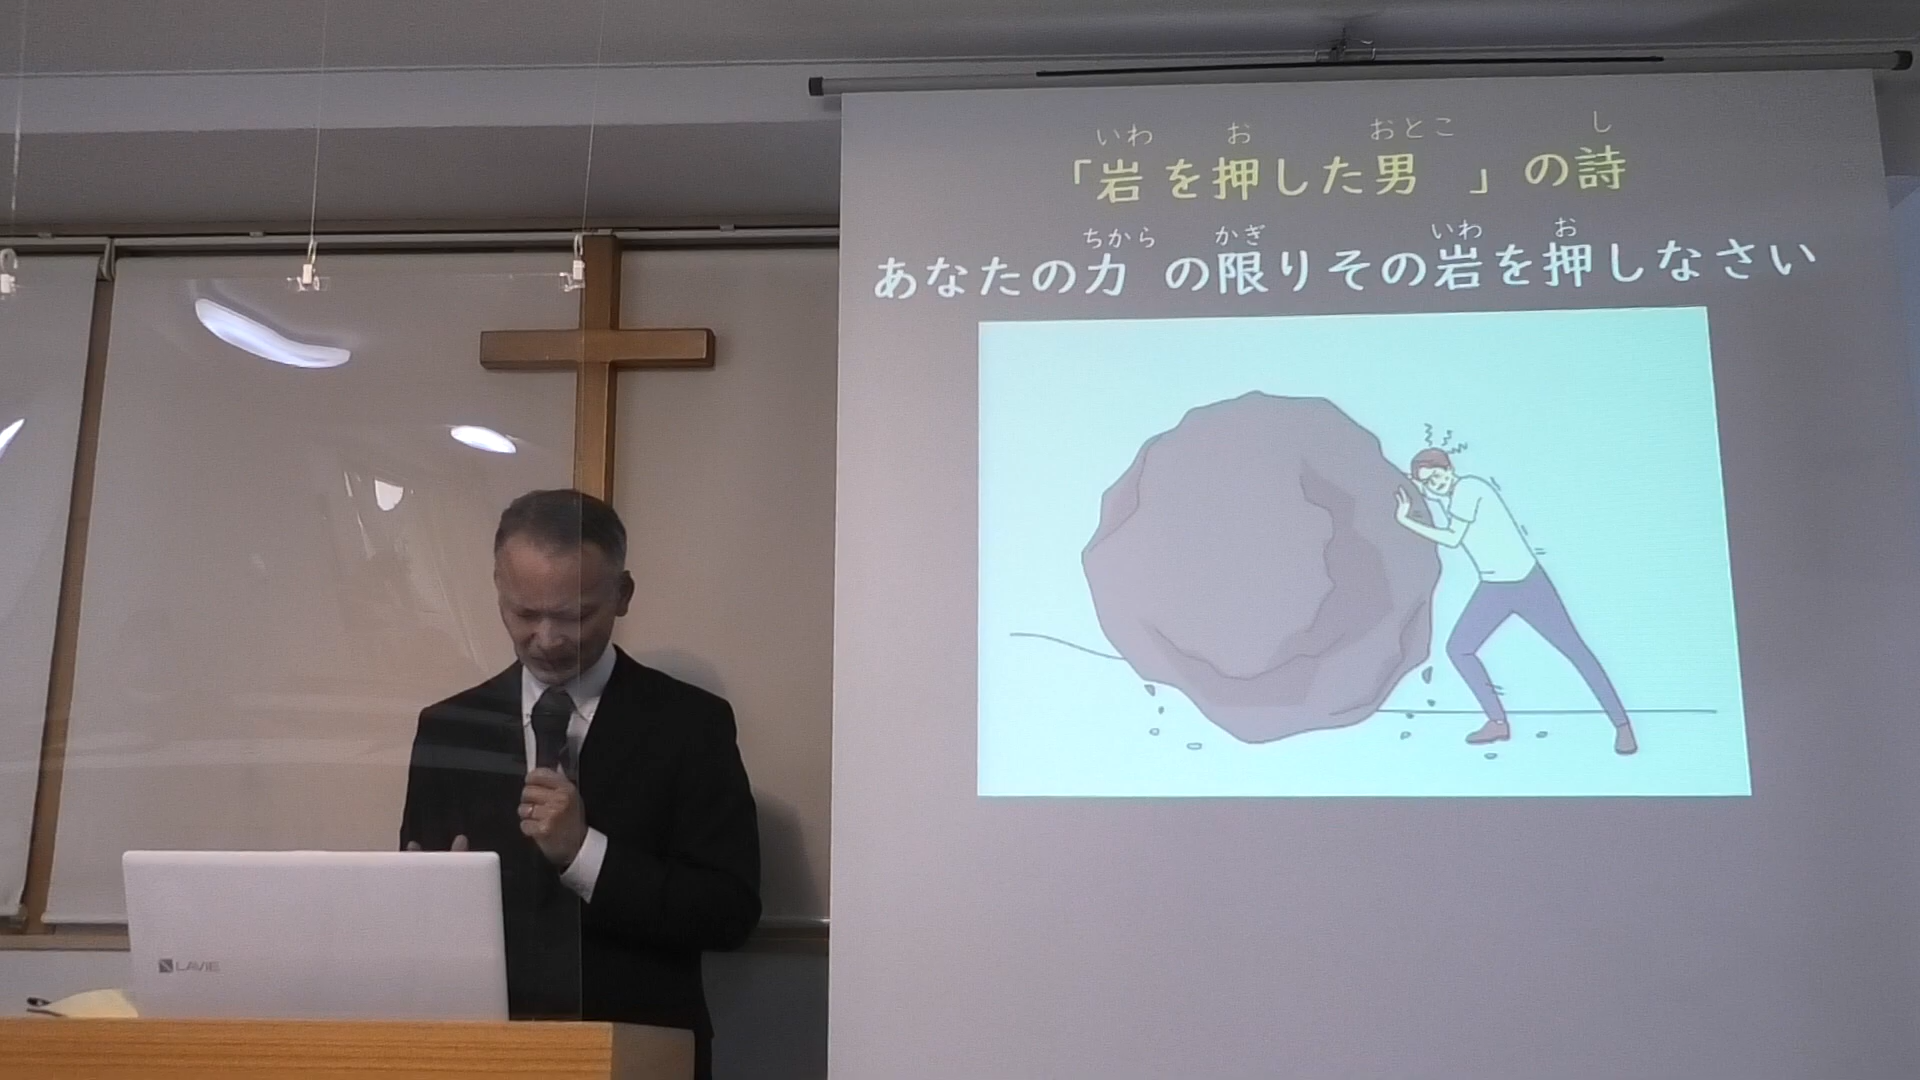 いわ お おとこ し
「岩を押した男」の詩
ちから かぎ いわ お
あなたの力の限りその岩を押しなさい
LAVIE